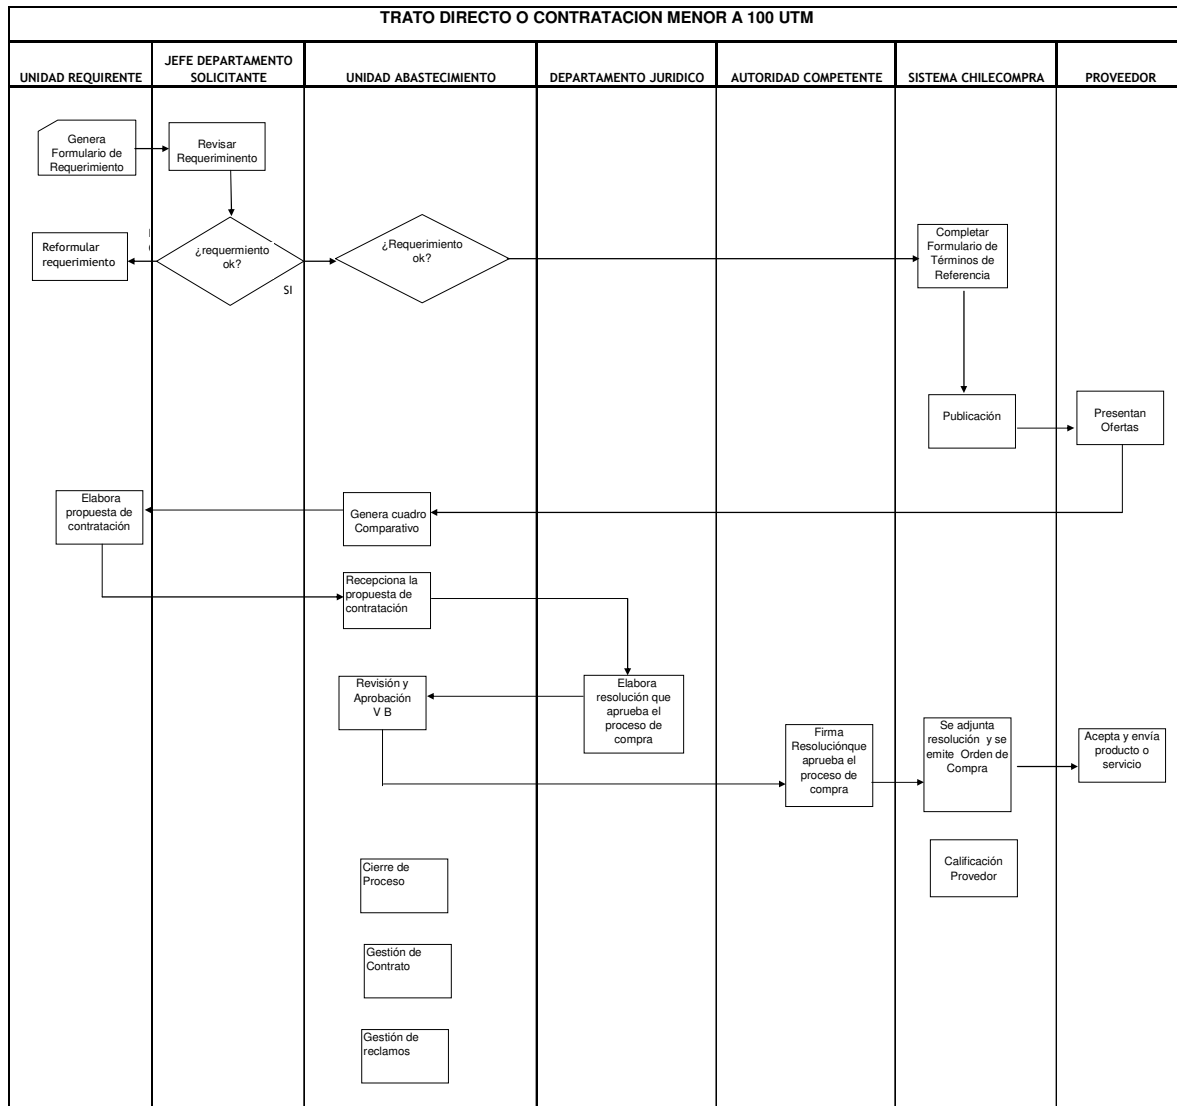 TRATO DIRECTO O CONTRATACION MENOR A 100 UTM
UNIDAD REQUIRENTE
JEFE DEPARTAMENTO
SOLICITANTE
UNIDAD ABASTECIMIENTO
DEPARTAMENTO JURIDICO
AUTORIDAD COMPETENTE
SISTEMA CHILECOMPRA
PROVEEDOR
Genera
Formulario de
Requerimiento
Revisar
Requeriminento
Reformular
requerimiento
¿requermiento
ok?
SI
¿Requerimiento
ok?
Completar
Formulario de
Términos de
Referencia
Publicación
Presentan
Ofertas
Elabora
propuesta de
contratación
Genera cuadro
Comparativo
Recepciona la
propuesta de
contratación
Revisión y
Aprobación
V B
Elabora
resolución que
aprueba el
proceso de
compra
Firma
Resoluciónque
aprueba el
proceso de
compra
Se adjunta
resolución y se
emite Orden de
Compra
Acepta y envía
producto o
servicio
Cierre de
Proceso
Calificación
Provedor
Gestión de
Contrato
Gestión de
reclamos